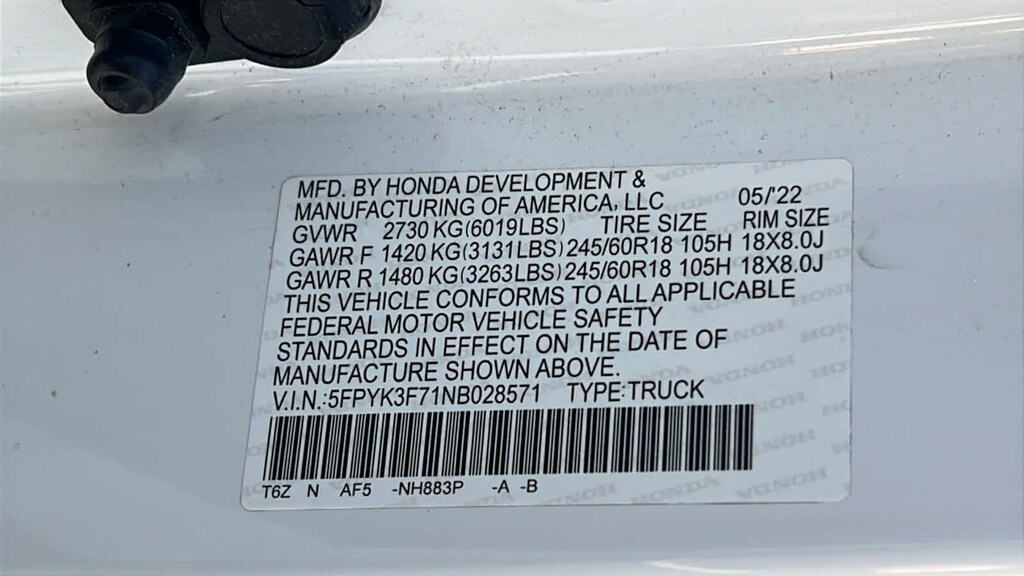 MFD. BY HONDA DEVELOPMENT &
MANUFACTURING OF AMERICA, LLC 05/'22
GVWR 2730 KG(6019LBS) TIRE SIZE RIM SIZE
GAWR F 1420 KG(3131LBS) 245/60R18 105H 18X8.0J
GAWR R 1480 KG(3263LBS) 245/60R18 105H 18X8.0J
THIS VEHICLE CONFORMS TO ALL APPLICABLE
FEDERAL MOTOR VEHICLE SAFETY
STANDARDS IN EFFECT ON THE DATE OF
MANUFACTURE SHOWN ABOVE.
V.I.N.:5FPYK3F71NB028571 TYPE:TRUCK
T6Z N AF5 -NH883P -A -B